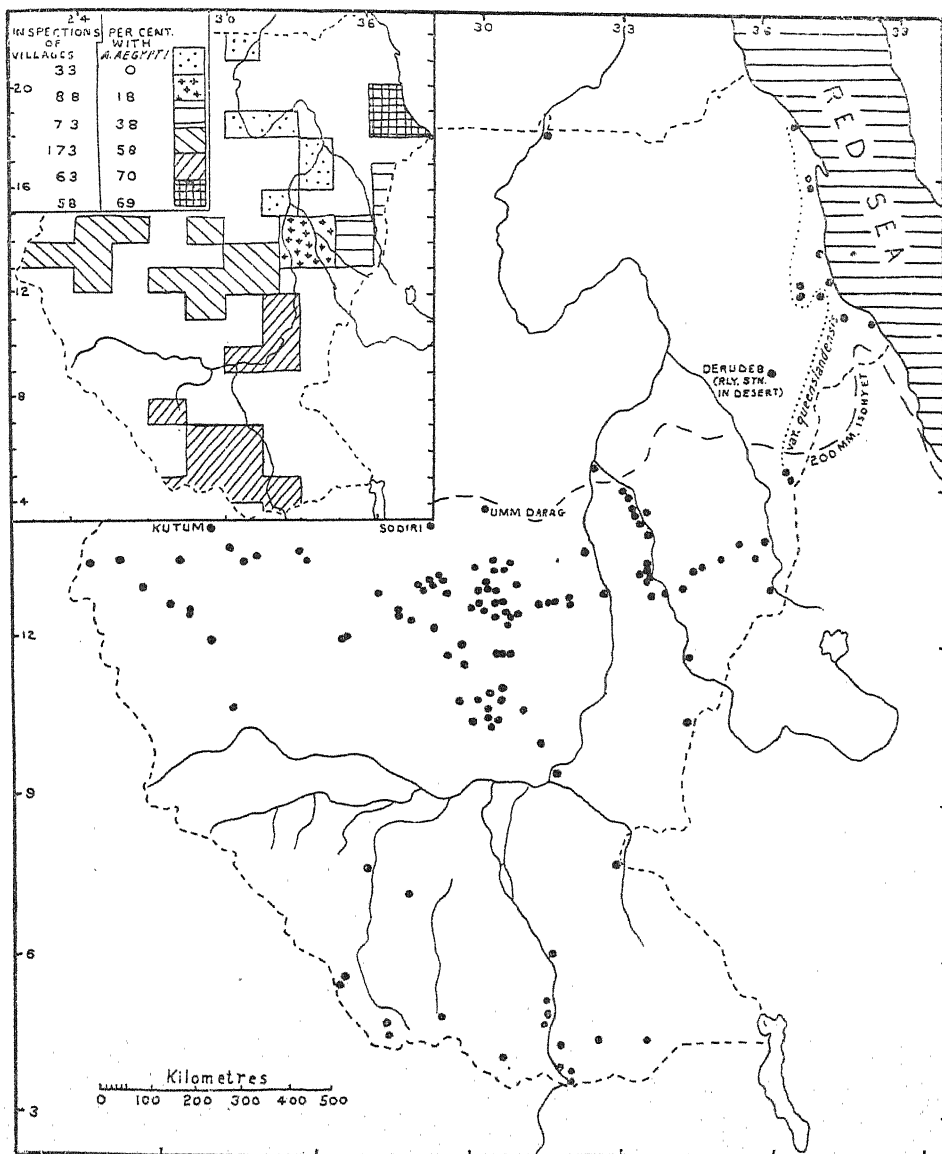 24 30 36
INSPECTIONS OF VILLAGES
PER CENT. WITH A. AEGYPTI
33 0
88 18
73 38
173 58
63 70
58 69
20
16
12
8
4
30 33 36 39
RED SEA
DERUDEB
(RLY. STN.
IN DESERT)
var. queenslandensis
200 MM. ISOHYET
UMM DARAG
KUTUM
SODIRI
12
9
6
3
Kilometres
0 100 200 300 400 500